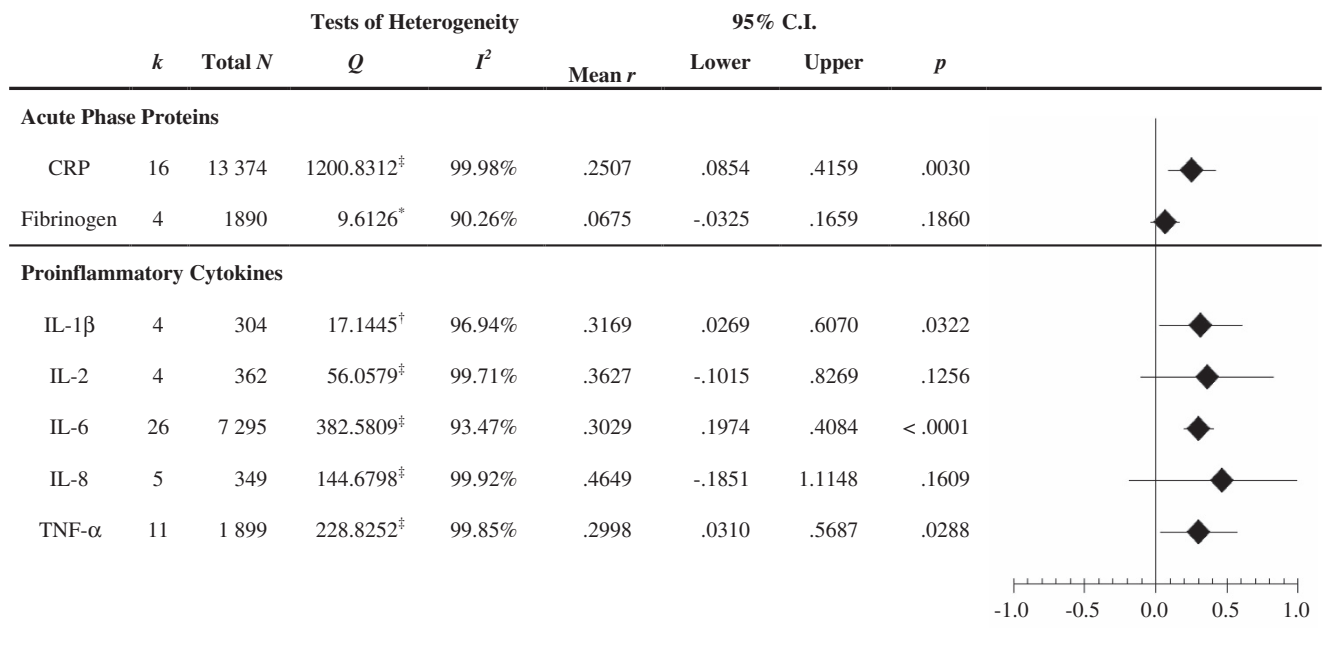 Tests of Heterogeneity 95% C.I.
k Total N Q I² Mean r Lower Upper p
Acute Phase Proteins
CRP 16 13 374 1200.8312‡ 99.98% .2507 .0854 .4159 .0030
Fibrinogen 4 1890 9.6126* 90.26% .0675 -.0325 .1659 .1860
Proinflammatory Cytokines
IL-1β 4 304 17.1445† 96.94% .3169 .0269 .6070 .0322
IL-2 4 362 56.0579‡ 99.71% .3627 -.1015 .8269 .1256
IL-6 26 7 295 382.5809‡ 93.47% .3029 .1974 .4084 < .0001
IL-8 5 349 144.6798‡ 99.92% .4649 -.1851 1.1148 .1609
TNF-α 11 1 899 228.8252‡ 99.85% .2998 .0310 .5687 .0288
-1.0 -0.5 0.0 0.5 1.0